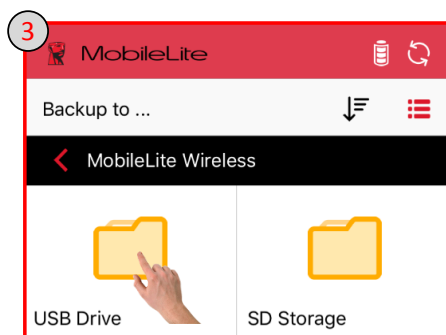 3
MobileLite
Backup to ...
MobileLite Wireless
USB Drive
SD Storage